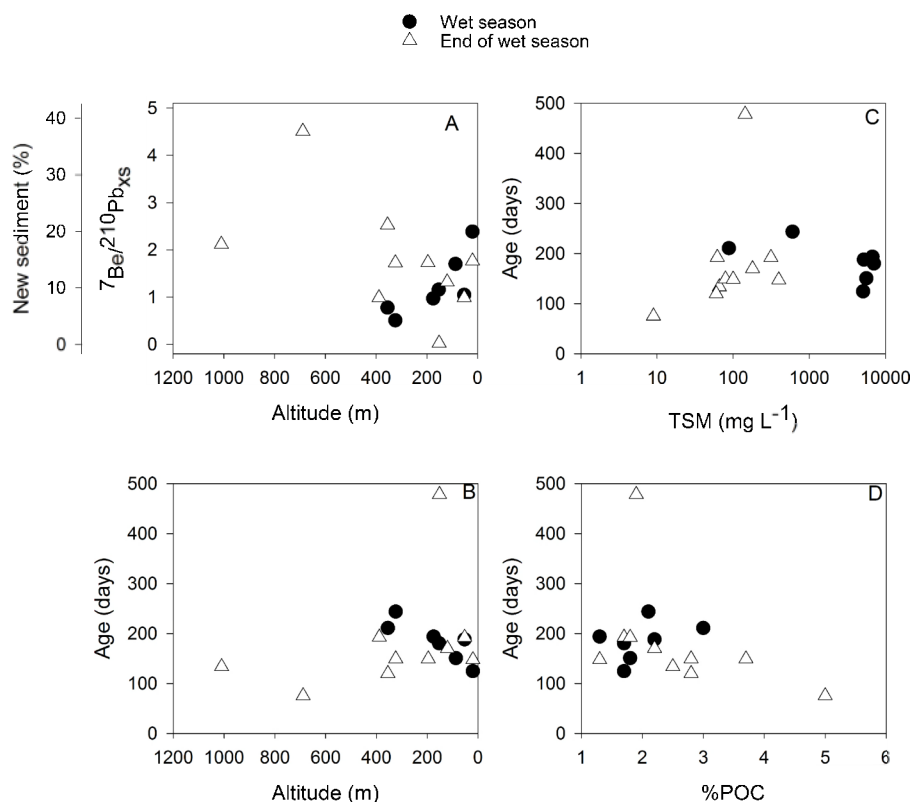 Wet season
End of wet season
New sediment (%)
40
30
20
10
0
⁷Be/²¹⁰Pbxs
5
4
3
2
1
0
A
1200 1000 800 600 400 200 0
Altitude (m)
Age (days)
500
400
300
200
100
0
C
1 10 100 1000 10000
TSM (mg L⁻¹)
Age (days)
500
400
300
200
100
0
B
1200 1000 800 600 400 200 0
Altitude (m)
Age (days)
500
400
300
200
100
0
D
1 2 3 4 5 6
%POC